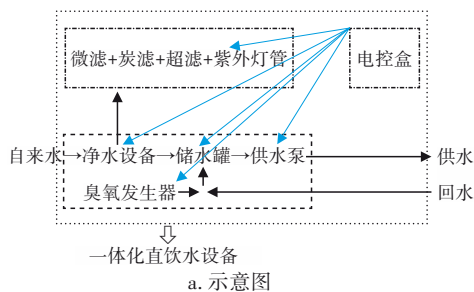 微滤+炭滤+超滤+紫外灯管
电控盒
自来水→净水设备→储水罐→供水泵
供水
臭氧发生器
回水
一体化直饮水设备
a. 示意图